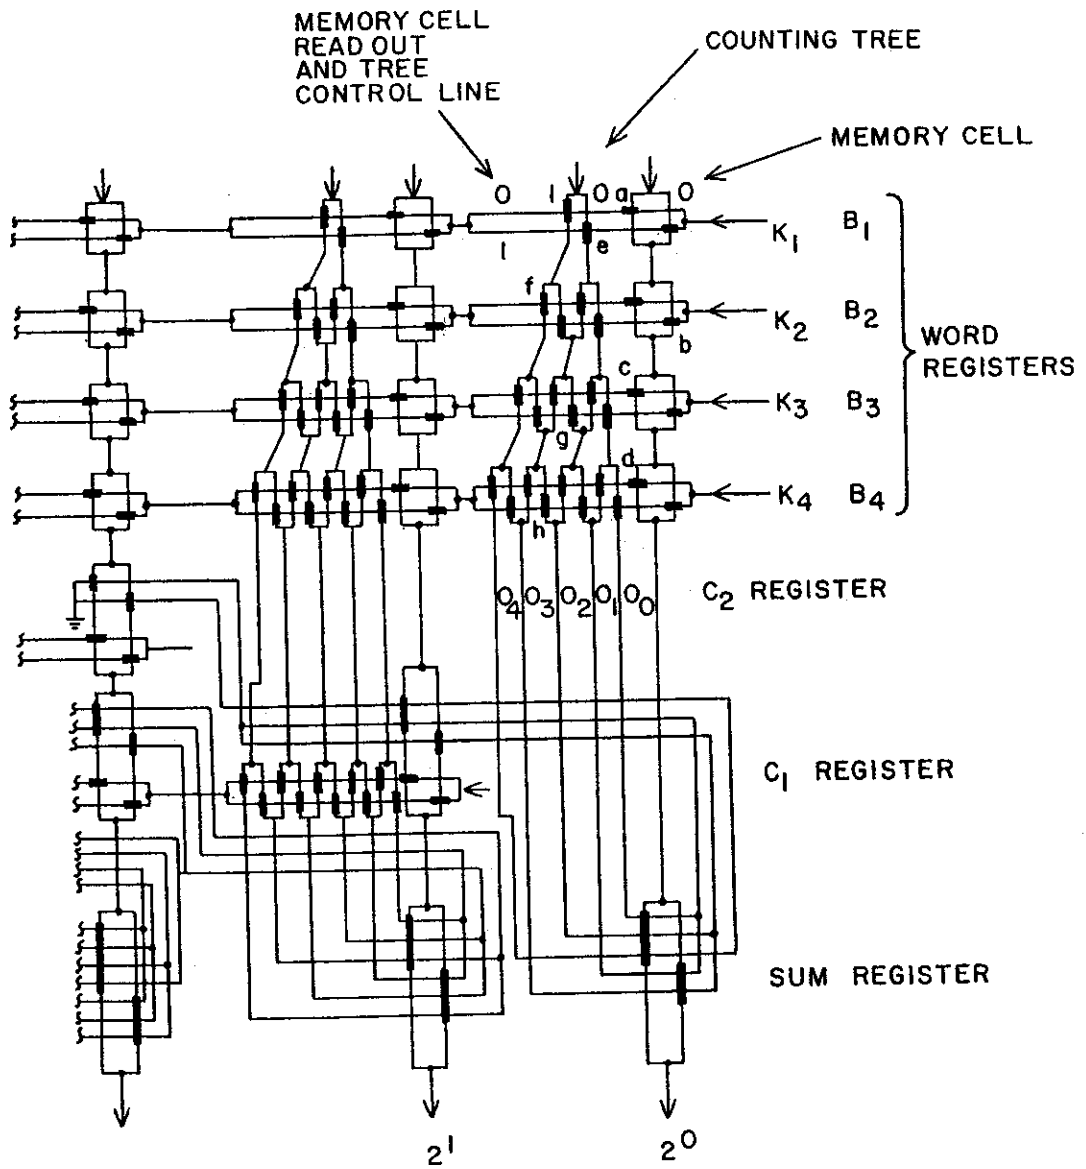 MEMORY CELL
READ OUT
AND TREE
CONTROL LINE
COUNTING TREE
MEMORY CELL
0 1 0 a 0
K1 B1
1 e
f
K2 B2
b
WORD
REGISTERS
c
K3 B3
g
d
K4 B4
h
O4 O3 O2 O1 O0
C2 REGISTER
C1 REGISTER
SUM REGISTER
2^1 2^0